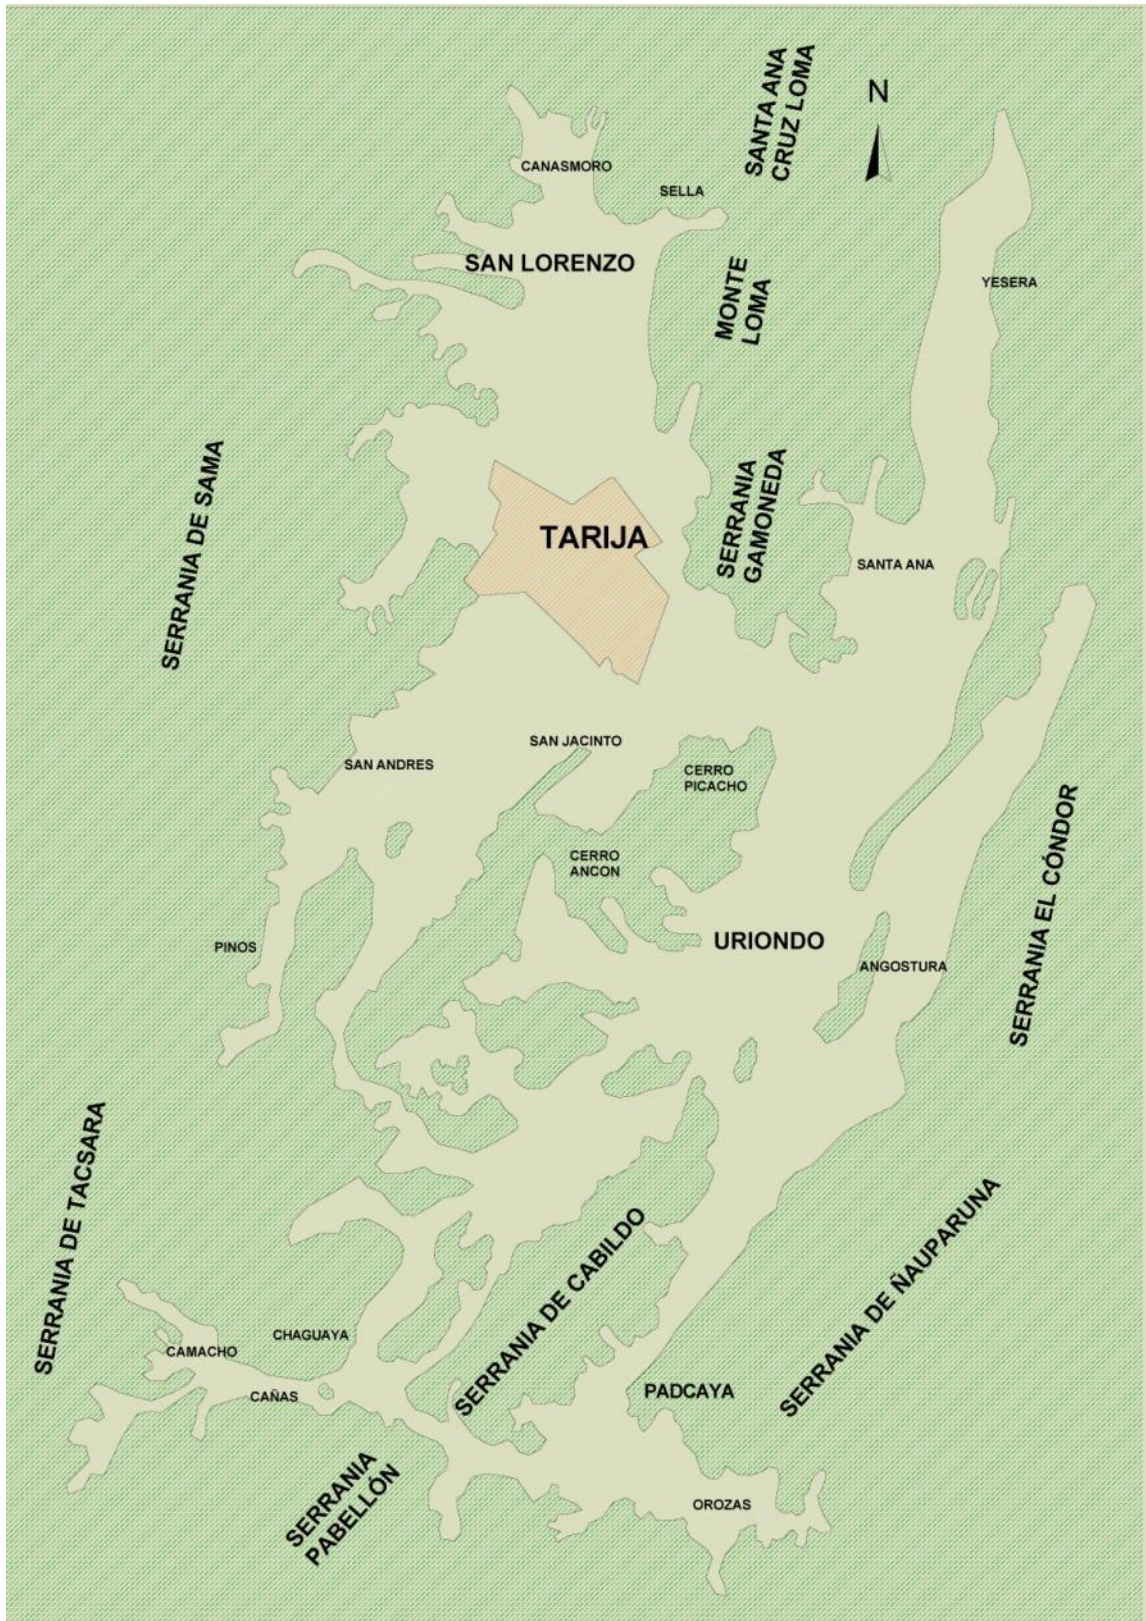 SANTA ANA
CRUZ LOMA
N
CANASMORO
SELLA
SAN LORENZO
MONTE
LOMA
YESERA
SERRANIA DE SAMA
SERRANIA
GAMONEDA
TARIJA
SANTA ANA
SAN JACINTO
SAN ANDRES
CERRO
PICACHO
CERRO
ANCON
SERRANIA EL CÓNDOR
PINOS
URIONDO
ANGOSTURA
SERRANIA DE TACSARA
SERRANIA DE CABILDO
SERRANIA DE ÑAUPARUNA
CHAGUAYA
CAMACHO
CAÑAS
PADCAYA
SERRANIA
PABELLÓN
OROZAS